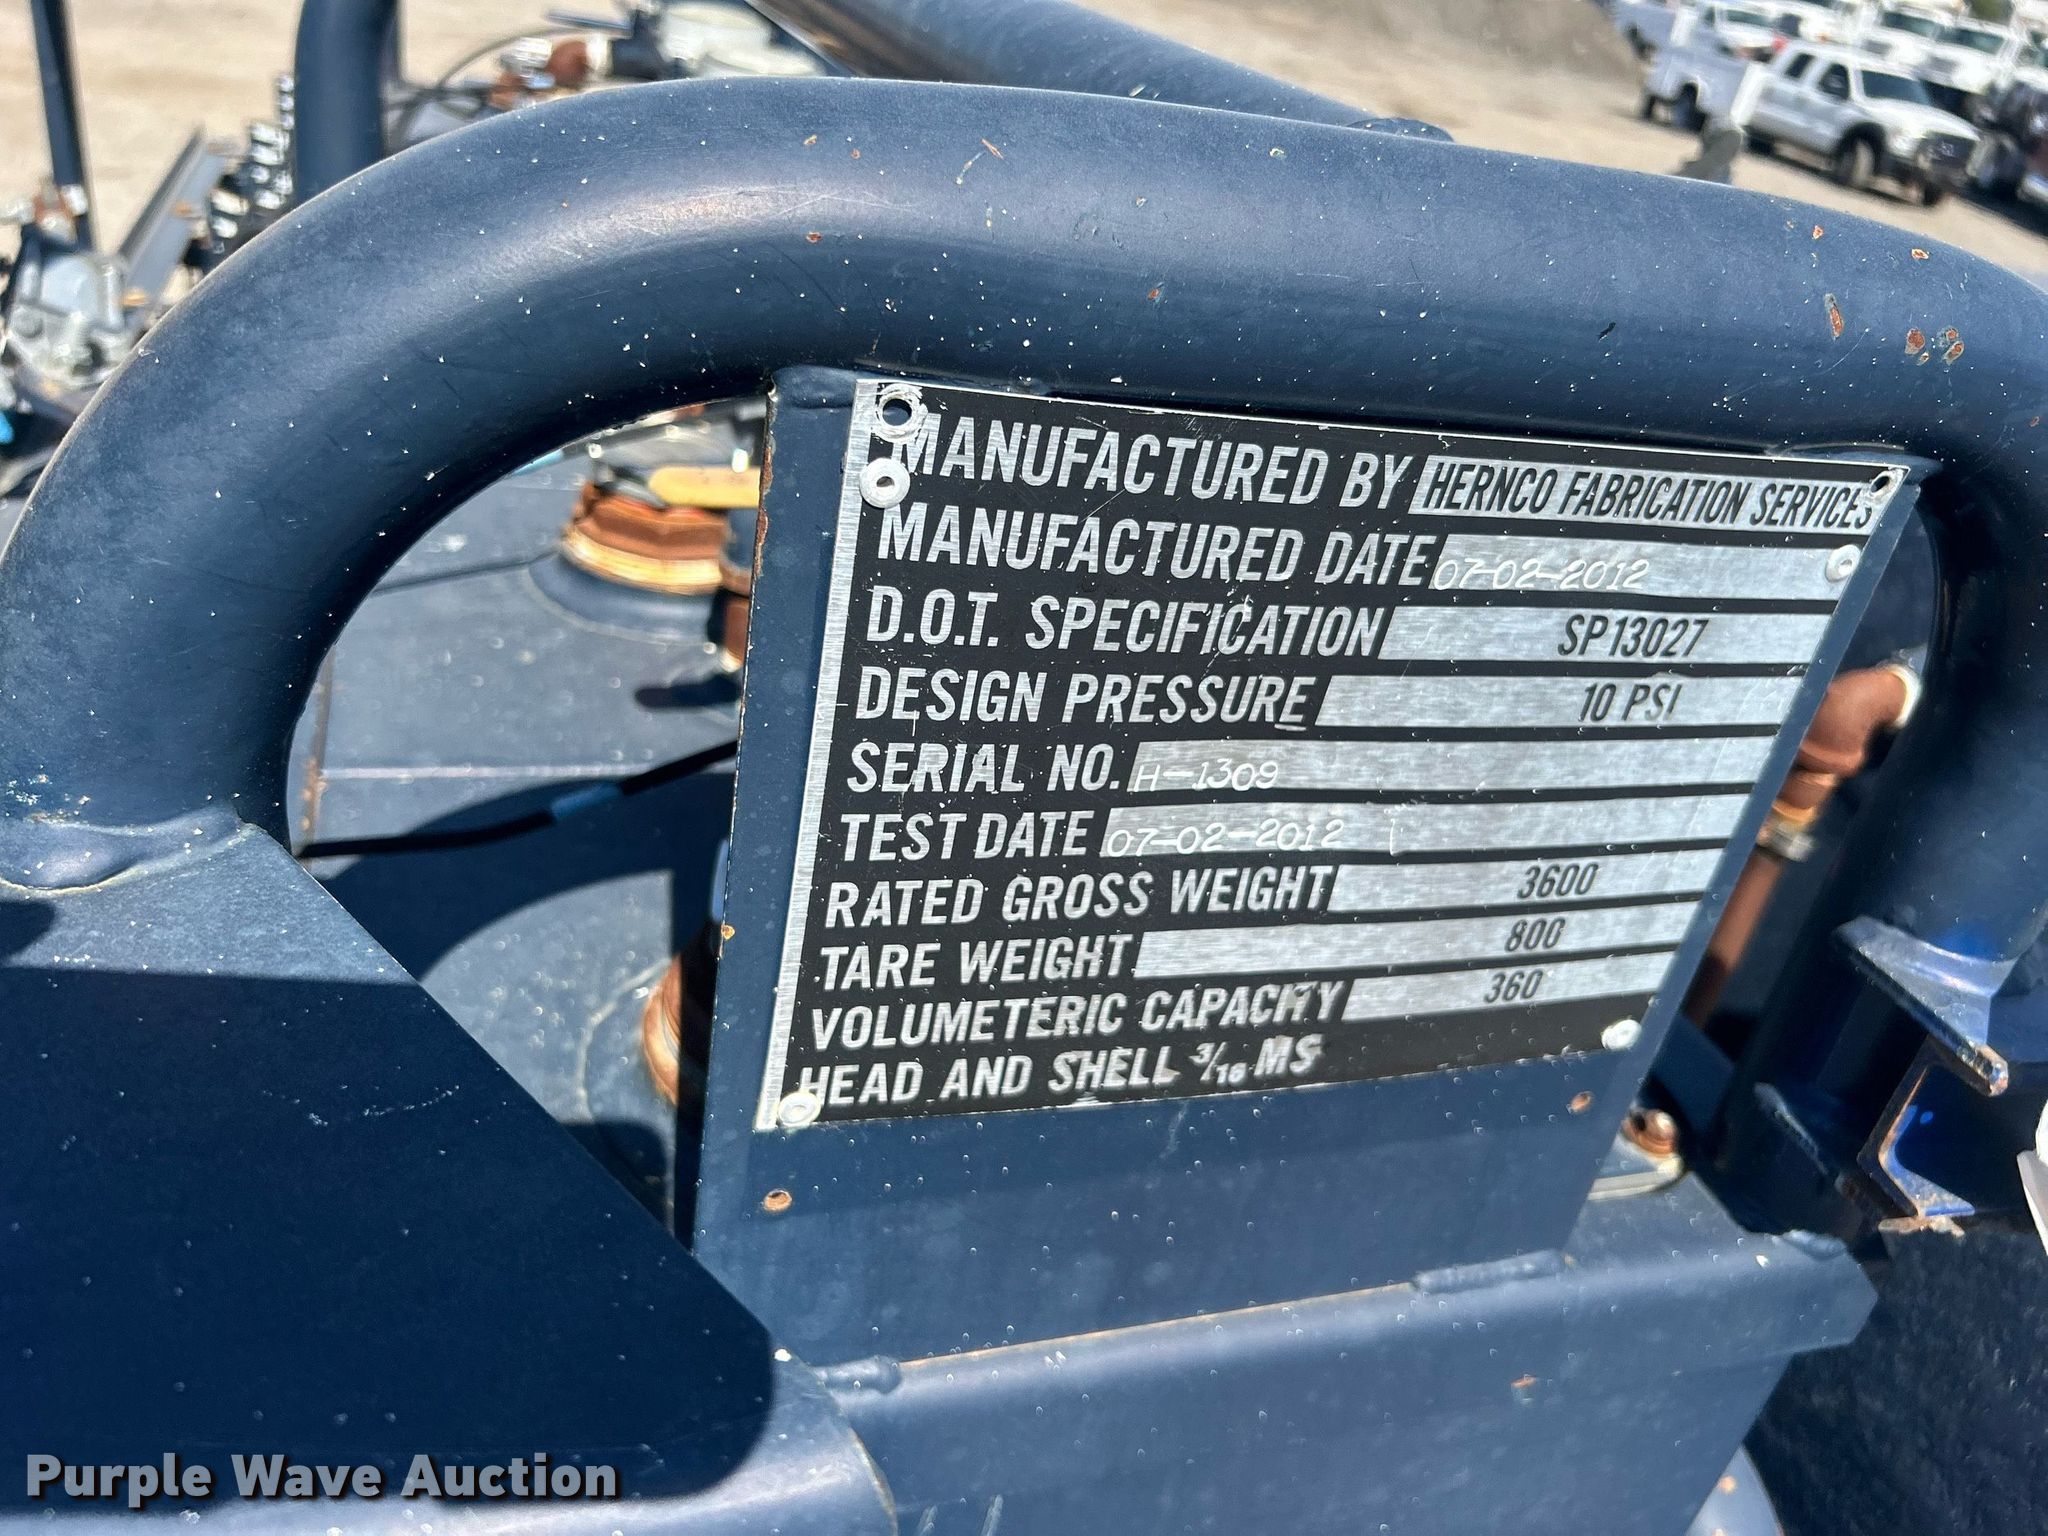 MANUFACTURED BY HERNCO FABRICATION SERVICES
MANUFACTURED DATE 07-02-2012
D.O.T. SPECIFICATION SP13027
DESIGN PRESSURE 10 PSI
SERIAL NO. H-1309
TEST DATE 07-02-2012
RATED GROSS WEIGHT 3600
TARE WEIGHT 800
VOLUMETERIC CAPACITY 360
HEAD AND SHELL 3/16 MS
Purple Wave Auction